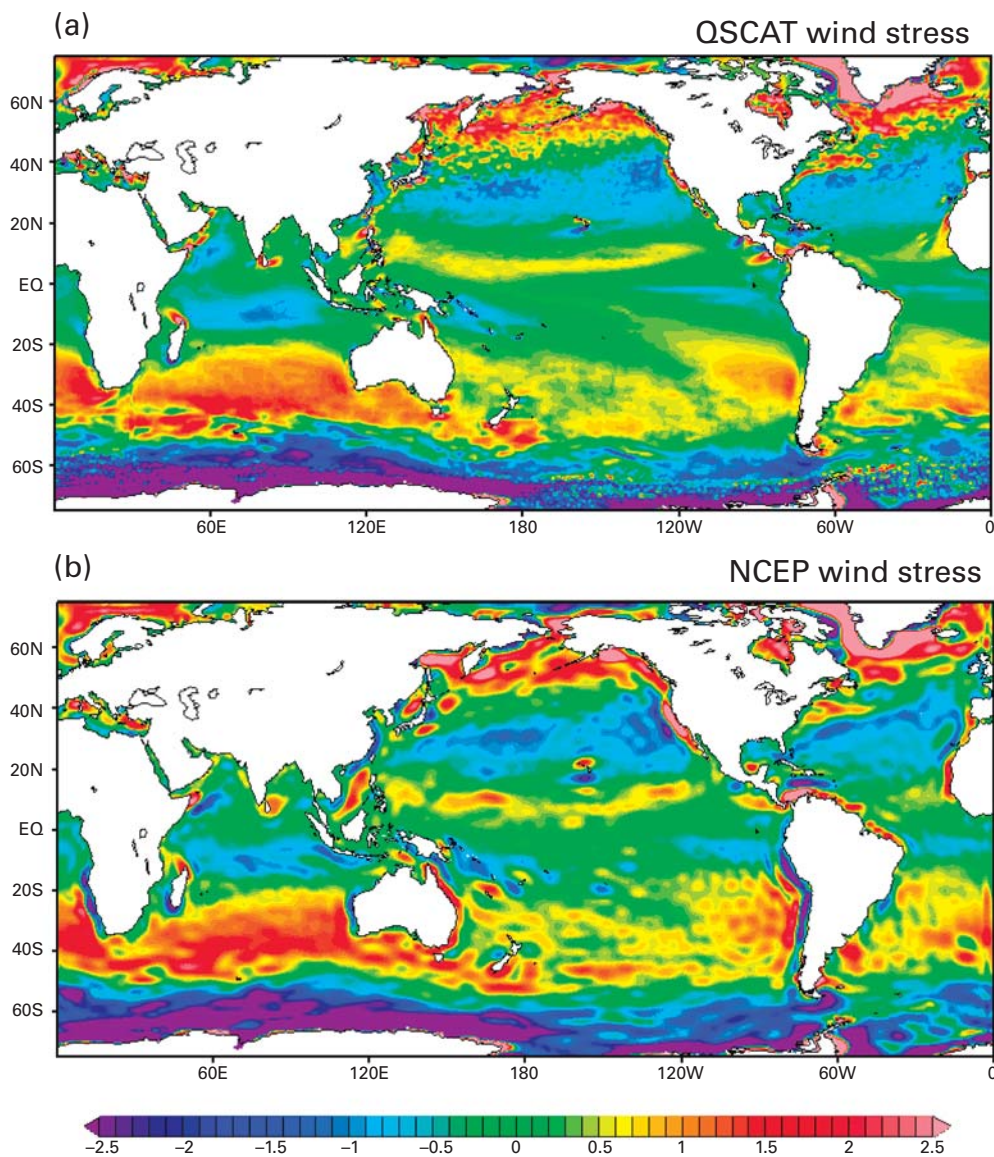 (a)
QSCAT wind stress
60N
40N
20N
EQ
20S
40S
60S
60E 120E 180 120W 60W 0
(b)
NCEP wind stress
60N
40N
20N
EQ
20S
40S
60S
60E 120E 180 120W 60W 0
−2.5 −2 −1.5 −1 −0.5 0 0.5 1 1.5 2 2.5